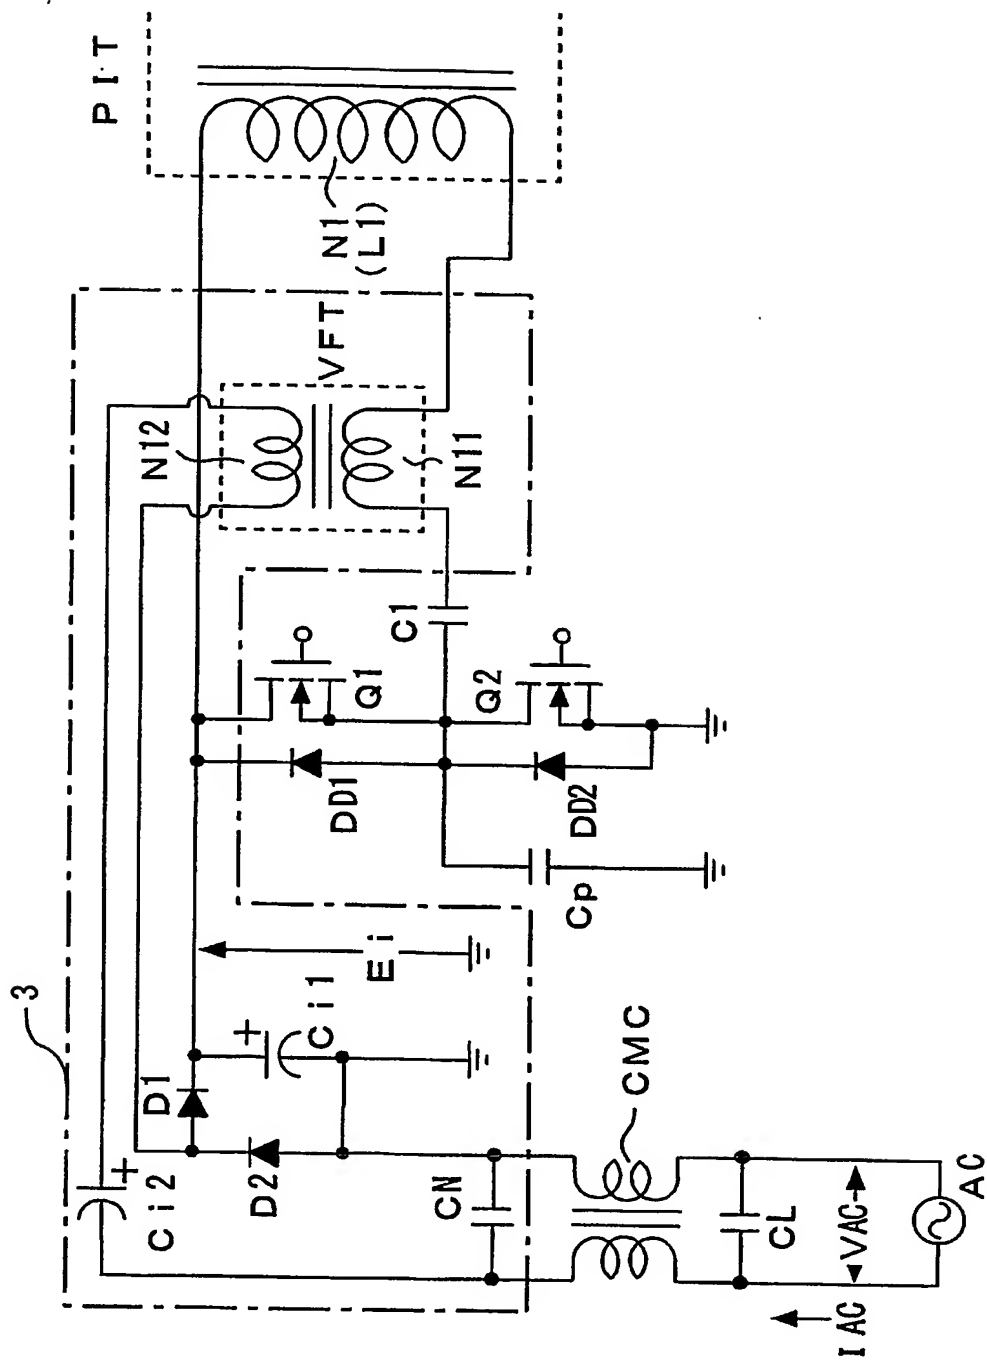 PIT
N1
(L1)
VFT
N12
N11
C1
Q1
Q2
DD1
DD2
Cp
Ei
3
Ci1
+
D1
CMC
+
Ci2
D2
CN
CL
VAC
AC
IAC